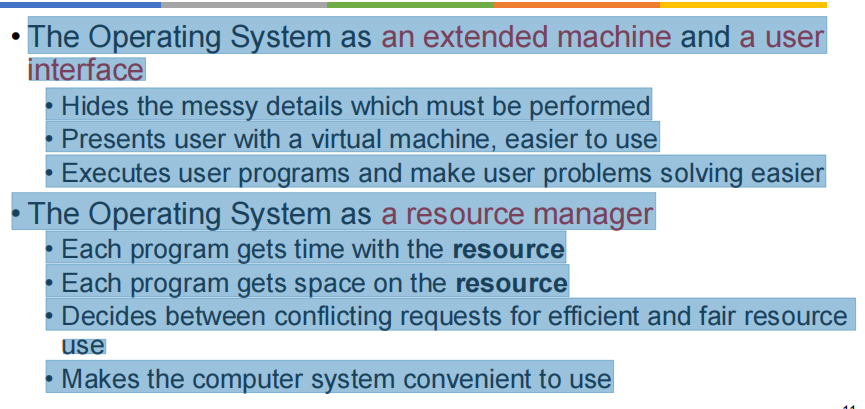 • The Operating System as an extended machine and a user
interface
• Hides the messy details which must be performed
• Presents user with a virtual machine, easier to use
• Executes user programs and make user problems solving easier
• The Operating System as a resource manager
• Each program gets time with the resource
• Each program gets space on the resource
• Decides between conflicting requests for efficient and fair resource
use
• Makes the computer system convenient to use